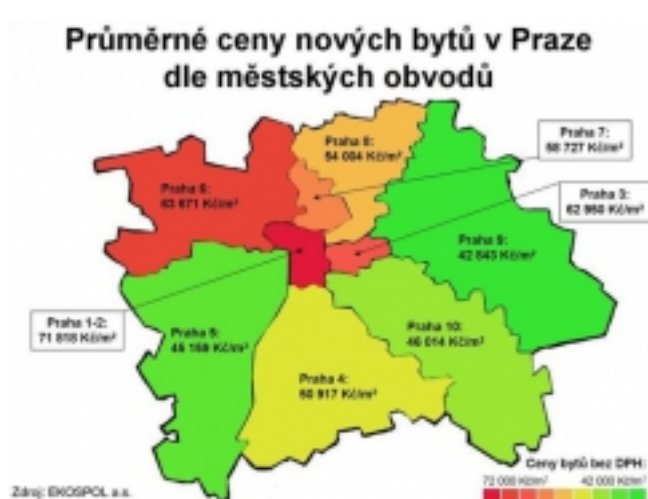 Průměrné ceny nových bytů v Praze
dle městských obvodů
Praha 7:
58 727 Kč/m²
Praha 8:
54 004 Kč/m²
Praha 3:
62 950 Kč/m²
Praha 6:
63 671 Kč/m²
Praha 9:
42 843 Kč/m²
Praha 1-2:
71 818 Kč/m²
Praha 5:
45 159 Kč/m²
Praha 10:
46 014 Kč/m²
Praha 4:
50 917 Kč/m²
Ceny bytů bez DPH:
72 000 Kč/m² 42 000 Kč/m²
Zdroj: EKOSPOL a.s.